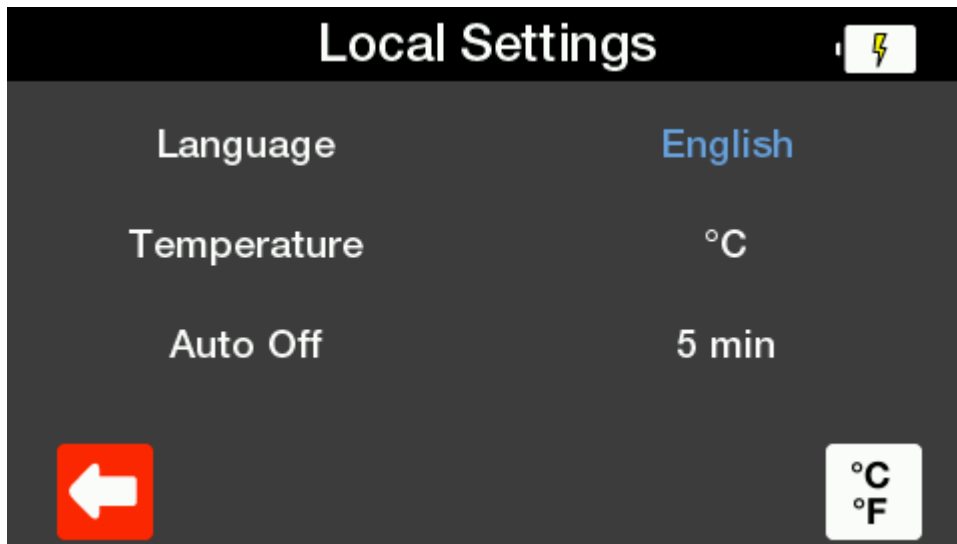 Local Settings
Language English
Temperature °C
Auto Off 5 min
°C
°F